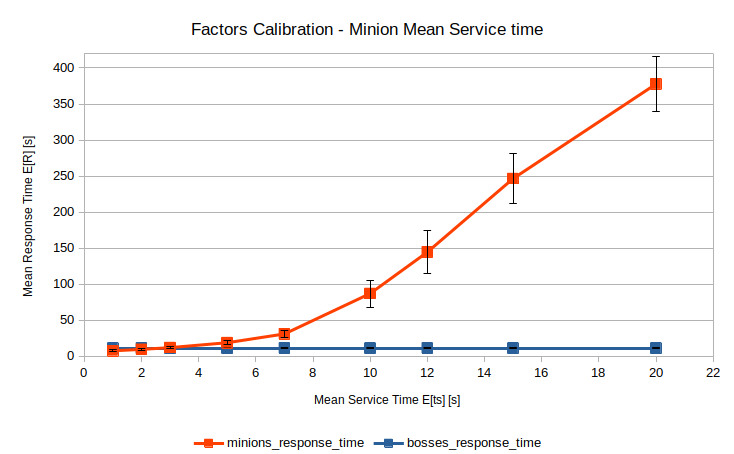 Factors Calibration - Minion Mean Service time
Mean Response Time E[R] [s]
400
350
300
250
200
150
100
50
0
0 2 4 6 8 10 12 14 16 18 20 22
Mean Service Time E[ts] [s]
minions_response_time bosses_response_time